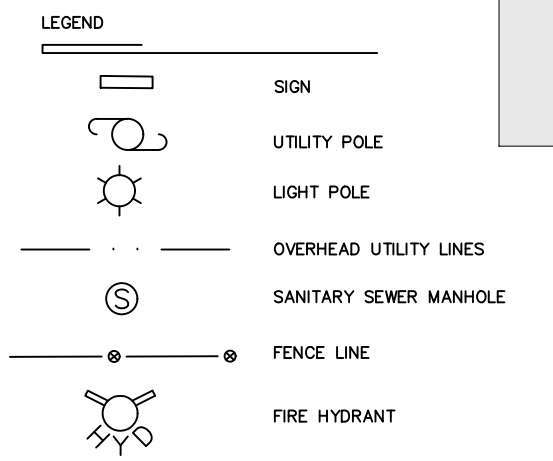 LEGEND
SIGN
UTILITY POLE
LIGHT POLE
OVERHEAD UTILITY LINES
S SANITARY SEWER MANHOLE
FENCE LINE
FIRE HYDRANT
HYD